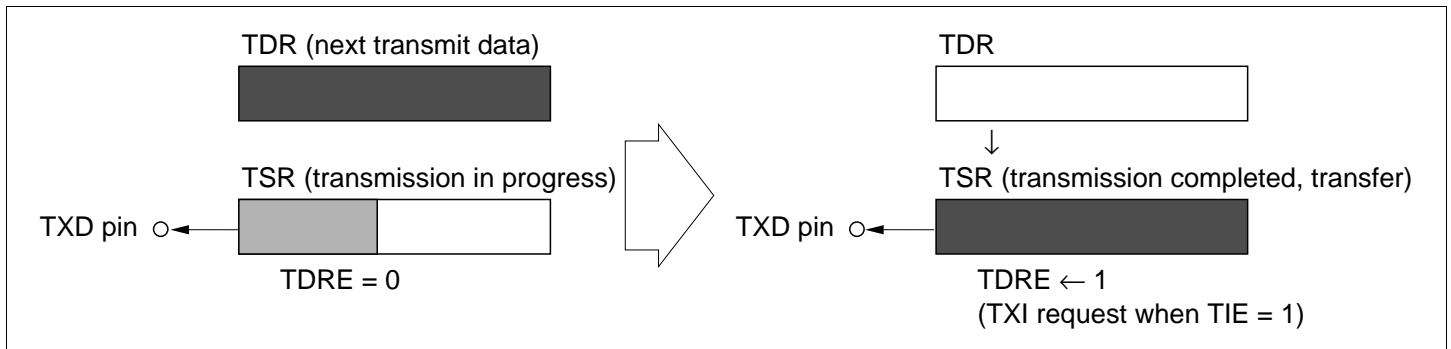 TDR (next transmit data)
TSR (transmission in progress)
TXD pin
TDRE = 0
TDR
↓
TSR (transmission completed, transfer)
TXD pin
TDRE ← 1
(TXI request when TIE = 1)